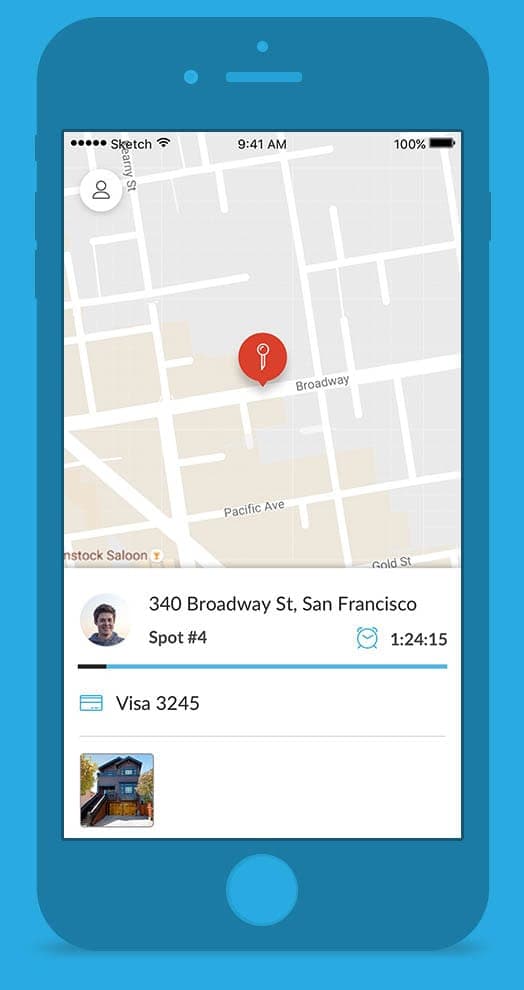 Sketch 9:41 AM 100%
earny St
Broadway
Pacific Ave
nstock Saloon
Gold St
340 Broadway St, San Francisco
Spot #4 1:24:15
Visa 3245